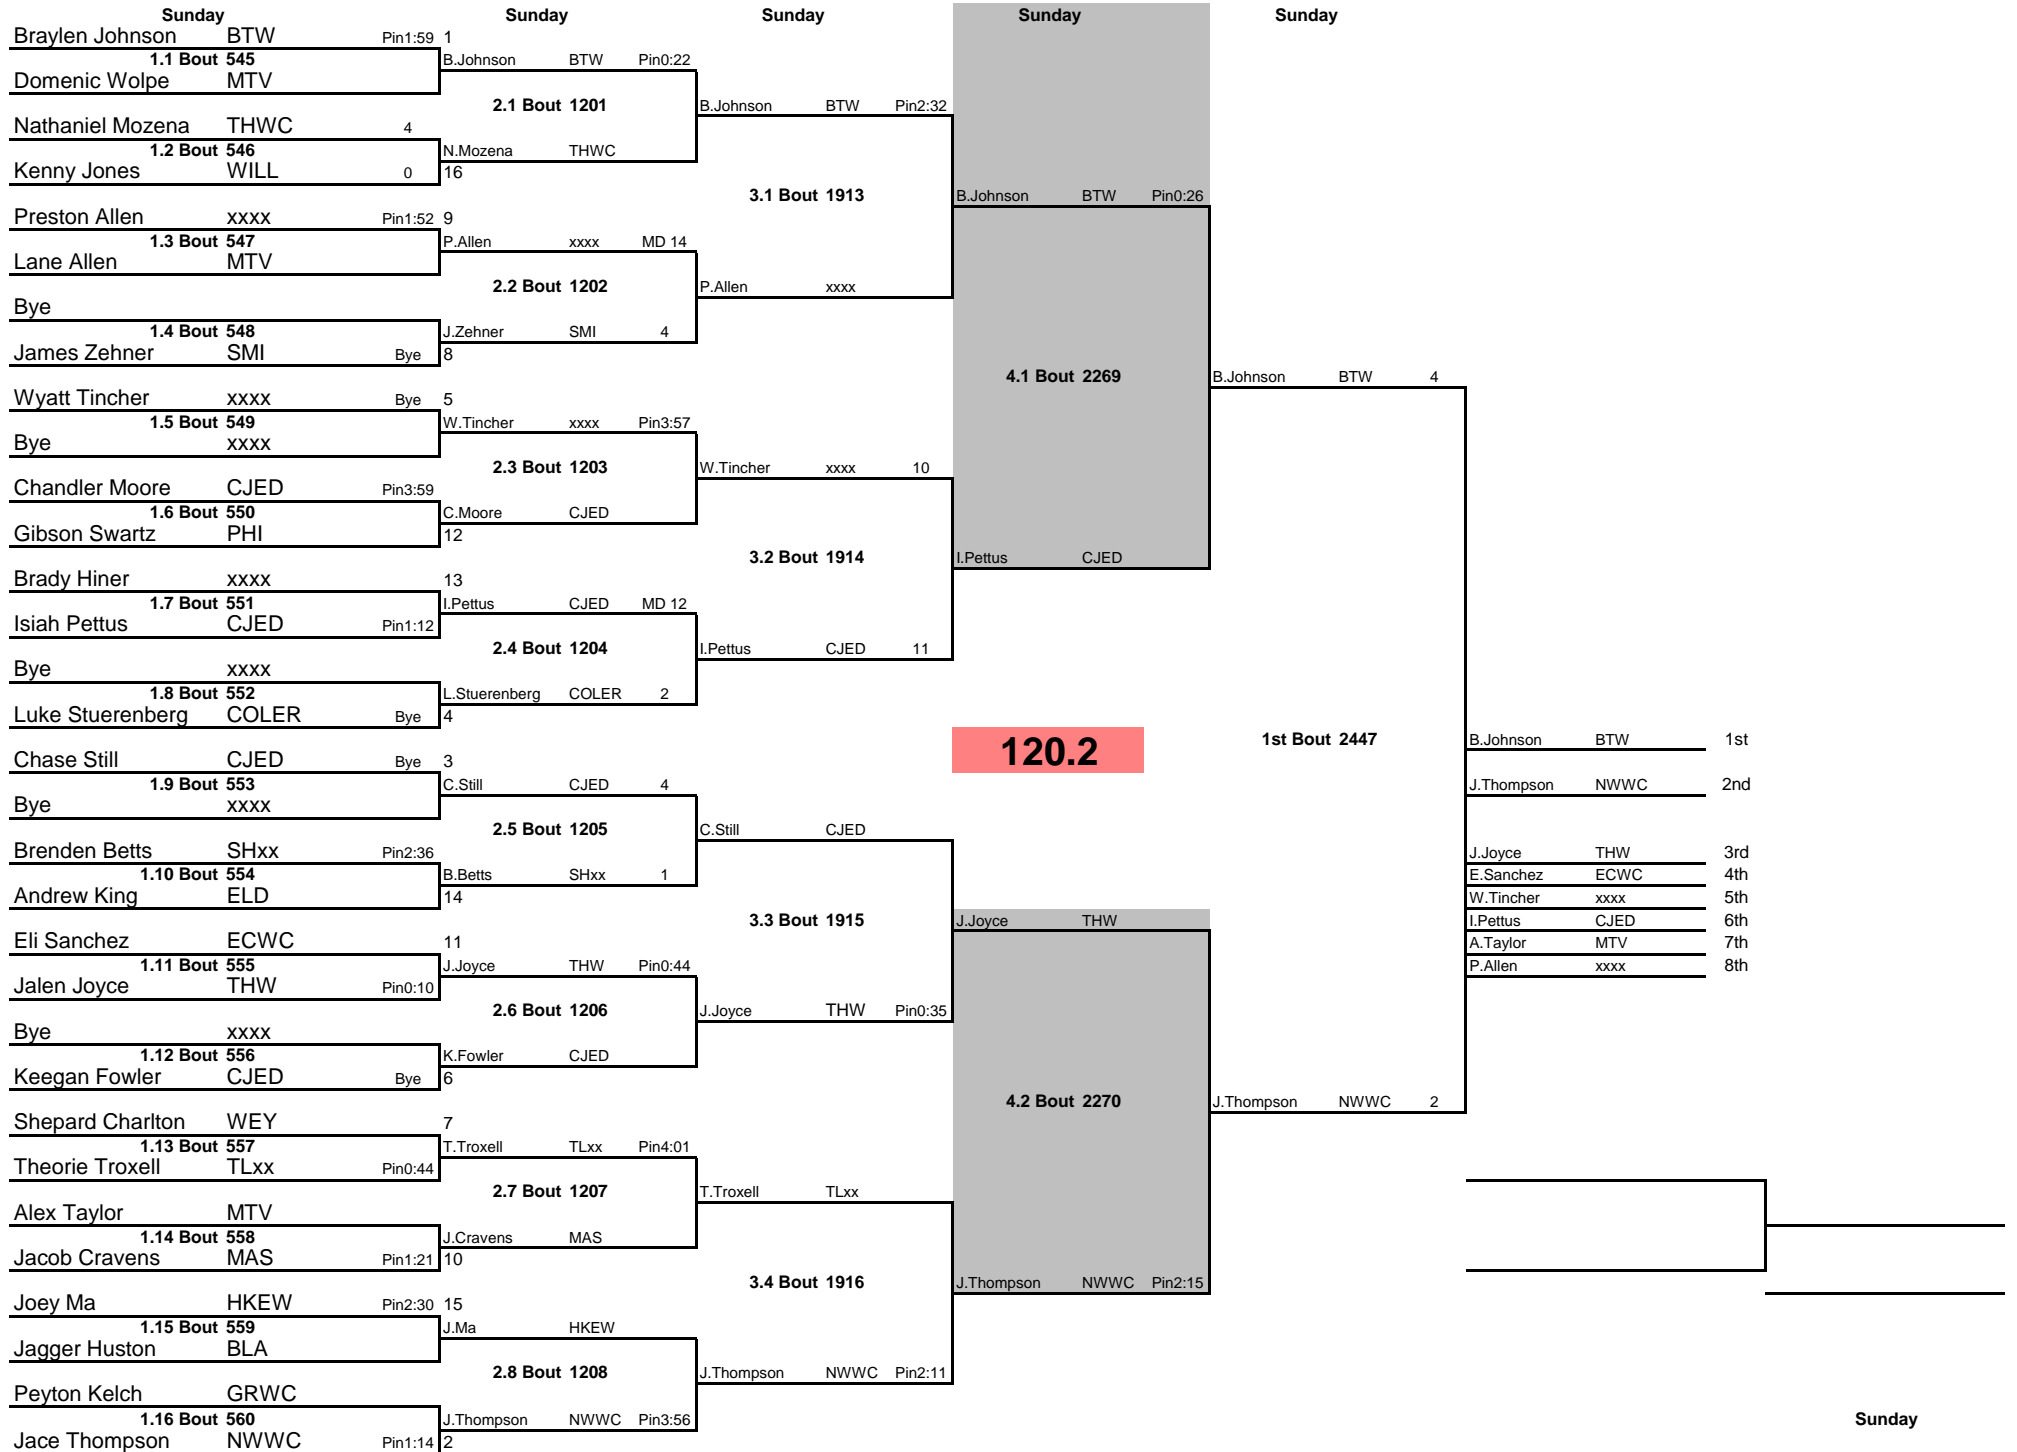 Sunday Sunday Sunday Sunday Sunday
Braylen Johnson BTW Pin1:59 1
1.1 Bout 545 B.Johnson BTW Pin0:22
Domenic Wolpe MTV
2.1 Bout 1201 B.Johnson BTW Pin2:32
Nathaniel Mozena THWC 4
1.2 Bout 546 N.Mozena THWC
Kenny Jones WILL 0 16
3.1 Bout 1913 B.Johnson BTW Pin0:26
Preston Allen xxxx Pin1:52 9
1.3 Bout 547 P.Allen xxxx MD 14
Lane Allen MTV
2.2 Bout 1202 P.Allen xxxx
Bye
1.4 Bout 548 J.Zehner SMI 4
James Zehner SMI Bye 8
4.1 Bout 2269 B.Johnson BTW 4
Wyatt Tincher xxxx Bye 5
1.5 Bout 549 W.Tincher xxxx Pin3:57
Bye xxxx
2.3 Bout 1203 W.Tincher xxxx 10
Chandler Moore CJED Pin3:59
1.6 Bout 550 C.Moore CJED
Gibson Swartz PHI 12
3.2 Bout 1914 I.Pettus CJED
Brady Hiner xxxx 13
1.7 Bout 551 I.Pettus CJED MD 12
Isiah Pettus CJED Pin1:12
2.4 Bout 1204 I.Pettus CJED 11
Bye xxxx
1.8 Bout 552 L.Stuerenberg COLER 2
Luke Stuerenberg COLER Bye 4
120.2 1st Bout 2447 B.Johnson BTW 1st
Chase Still CJED Bye 3
1.9 Bout 553 C.Still CJED 4 J.Thompson NWWC 2nd
Bye xxxx
2.5 Bout 1205 C.Still CJED
Brenden Betts SHxx Pin2:36 J.Joyce THW 3rd
1.10 Bout 554 B.Betts SHxx 1 E.Sanchez ECWC 4th
Andrew King ELD 14 W.Tincher xxxx 5th
3.3 Bout 1915 J.Joyce THW I.Pettus CJED 6th
Eli Sanchez ECWC 11 A.Taylor MTV 7th
1.11 Bout 555 J.Joyce THW Pin0:44 P.Allen xxxx 8th
Jalen Joyce THW Pin0:10
2.6 Bout 1206 J.Joyce THW Pin0:35
Bye xxxx
1.12 Bout 556 K.Fowler CJED
Keegan Fowler CJED Bye 6
4.2 Bout 2270 J.Thompson NWWC 2
Shepard Charlton WEY 7
1.13 Bout 557 T.Troxell TLxx Pin4:01
Theorie Troxell TLxx Pin0:44
2.7 Bout 1207 T.Troxell TLxx
Alex Taylor MTV
1.14 Bout 558 J.Cravens MAS
Jacob Cravens MAS Pin1:21 10
3.4 Bout 1916 J.Thompson NWWC Pin2:15
Joey Ma HKEW Pin2:30 15
1.15 Bout 559 J.Ma HKEW
Jagger Huston BLA
2.8 Bout 1208 J.Thompson NWWC Pin2:11
Peyton Kelch GRWC
1.16 Bout 560 J.Thompson NWWC Pin3:56 Sunday
Jace Thompson NWWC Pin1:14 2